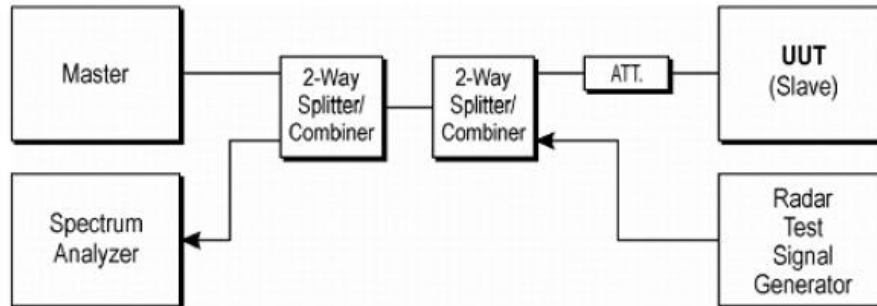 Master
2-Way
Splitter/
Combiner
2-Way
Splitter/
Combiner
ATT.
UUT
(Slave)
Spectrum
Analyzer
Radar
Test
Signal
Generator